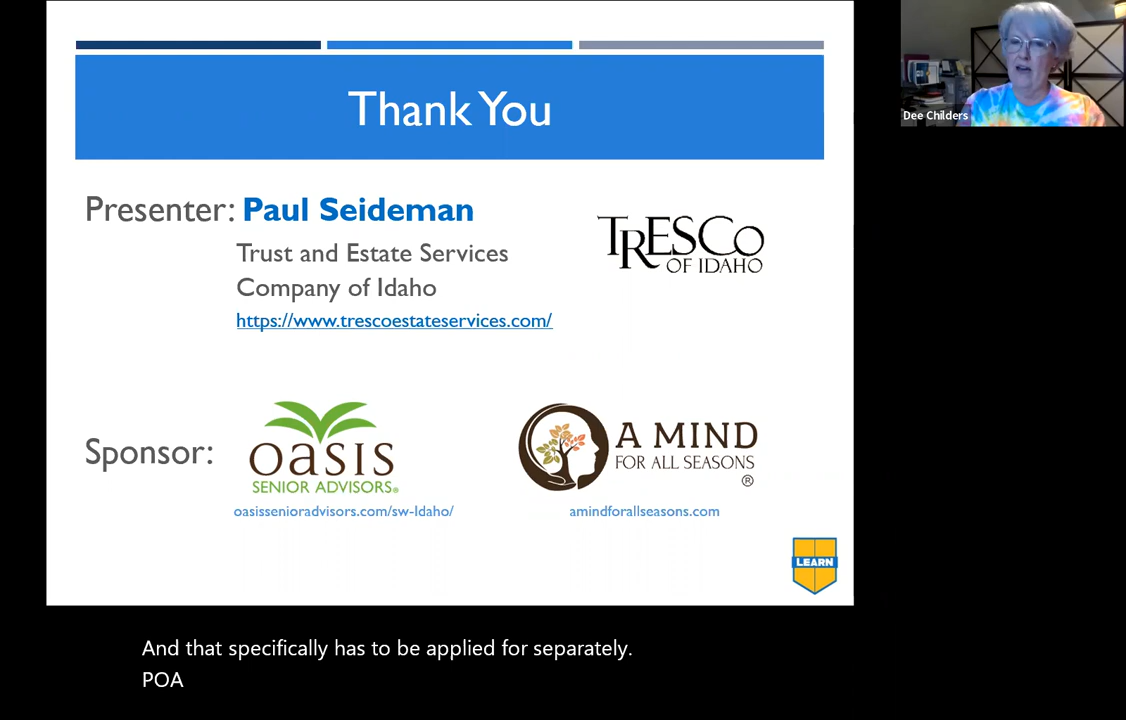 Thank You
Dee Childers
Presenter: Paul Seideman
Trust and Estate Services
Company of Idaho
https://www.trescoestateservices.com/
TRESCo
OF IDAHO
Sponsor:
oasis
SENIOR ADVISORS®
oasissenioradvisors.com/sw-Idaho/
A MIND
FOR ALL SEASONS
®
amindforallseasons.com
LEARN
And that specifically has to be applied for separately.
POA